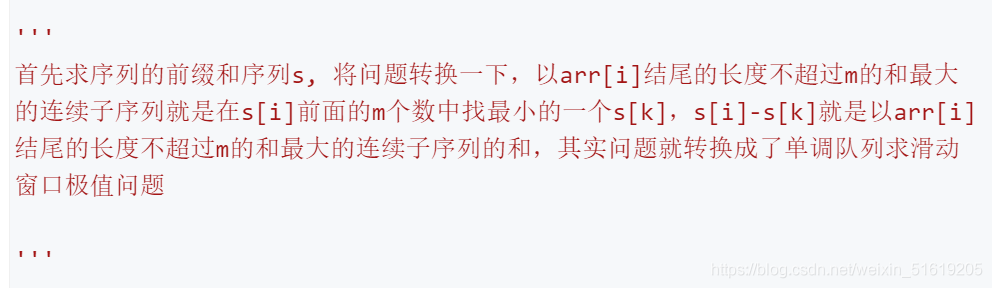 '''
首先求序列的前缀和序列s, 将问题转换一下，以arr[i]结尾的长度不超过m的和最大
的连续子序列就是在s[i]前面的m个数中找最小的一个s[k]，s[i]-s[k]就是以arr[i]
结尾的长度不超过m的和最大的连续子序列的和，其实问题就转换成了单调队列求滑动
窗口极值问题
'''
https://blog.csdn.net/weixin_51619205